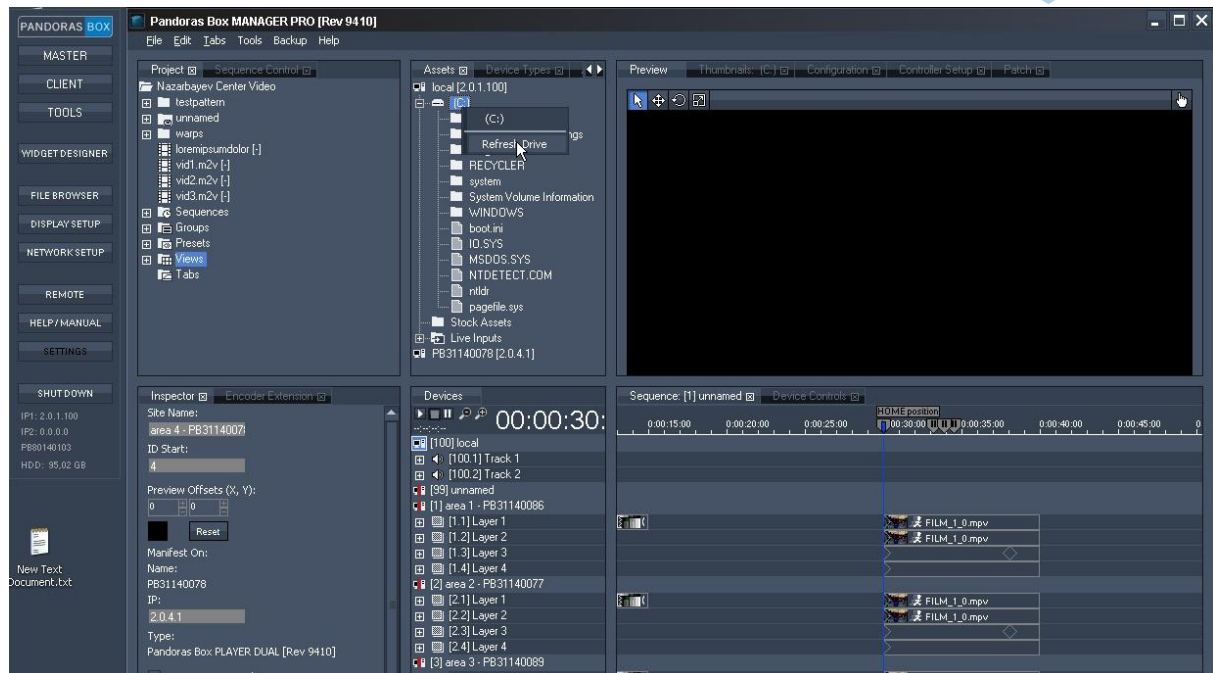 PANDORAS BOX
MASTER
CLIENT
TOOLS
WIDGET DESIGNER
FILE BROWSER
DISPLAY SETUP
NETWORK SETUP
REMOTE
HELP / MANUAL
SETTINGS
SHUT DOWN
IP1: 2.0.1.100
IP2: 0.0.0.0
PB80140103
HDD: 95,02 GB
New Text
Document.txt
Pandoras Box MANAGER PRO [Rev 9410]
File Edit Tabs Tools Backup Help
Project Sequence Control
Nazarbayev Center Video
testpattern
unnamed
warps
loremipsumdolor [-]
vid1.m2v [-]
vid2.m2v [-]
vid3.m2v [-]
Sequences
Groups
Presets
Views
Tabs
Assets Device Types
local [2.0.1.100]
(C:)
(C:)
Refresh Drive
ngs
RECYCLER
system
System Volume Information
WINDOWS
boot.ini
IO.SYS
MSDOS.SYS
NTDETECT.COM
ntldr
pagefile.sys
Stock Assets
Live Inputs
PB31140078 [2.0.4.1]
Preview Thumbnails: (C:) Configuration Controller Setup Patch
Inspector Encoder Extension
Site Name:
area 4 - PB3114007
ID Start:
4
Preview Offsets (X, Y):
0 0
Reset
Manifest On:
Name:
PB31140078
IP:
2.0.4.1
Type:
Pandoras Box PLAYER DUAL [Rev 9410]
Devices
00:00:30:
--:--:--:--
[100] local
[100.1] Track 1
[100.2] Track 2
[99] unnamed
[1] area 1 - PB31140086
[1.1] Layer 1
[1.2] Layer 2
[1.3] Layer 3
[1.4] Layer 4
[2] area 2 - PB31140077
[2.1] Layer 1
[2.2] Layer 2
[2.3] Layer 3
[2.4] Layer 4
[3] area 3 - PB31140089
Sequence: [1] unnamed Device Controls
HOME position
0:00:15:00 0:00:20:00 0:00:25:00 00:30:00 0:00:35:00 0:00:40:00 0:00:45:00 0
FILM_1_0.mpv
FILM_1_0.mpv
FILM_1_0.mpv
FILM_1_0.mpv